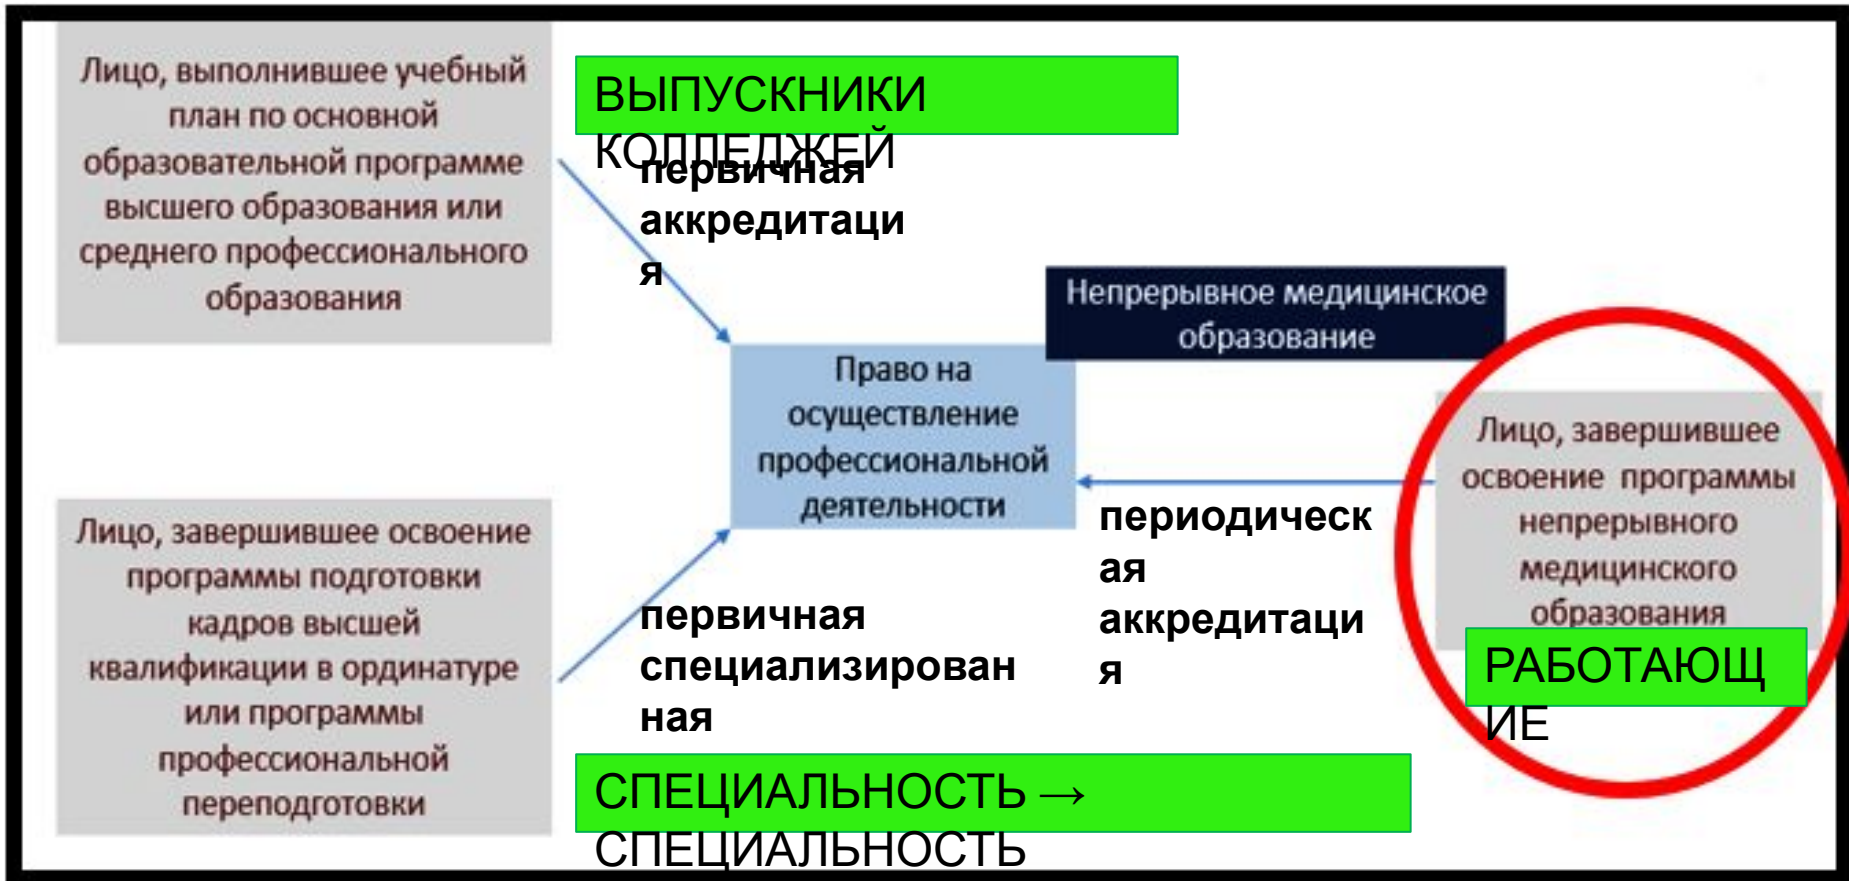 Лицо, выполнившее учебный
план по основной
образовательной программе
высшего образования или
среднего профессионального
образования
ВЫПУСКНИКИ
КОЛЛЕДЖЕЙ
первичная
аккредитаци
я
Непрерывное медицинское
образование
Право на
осуществление
профессиональной
деятельности
Лицо, завершившее
освоение программы
непрерывного
медицинского
образования
РАБОТАЮЩ
ИЕ
периодическ
ая
аккредитаци
я
Лицо, завершившее освоение
программы подготовки
кадров высшей
квалификации в ординатуре
или программы
профессиональной
переподготовки
первичная
специализирован
ная
СПЕЦИАЛЬНОСТЬ →
СПЕЦИАЛЬНОСТЬ